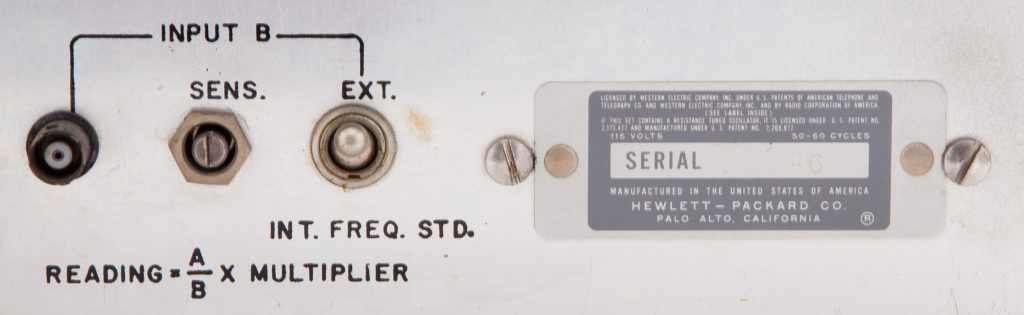 INPUT B
SENS. EXT.
INT. FREQ. STD.
READING = A/B X MULTIPLIER
LICENSED BY WESTERN ELECTRIC COMPANY, INC. UNDER U.S. PATENTS OF AMERICAN TELEPHONE AND
TELEGRAPH CO. AND WESTERN ELECTRIC COMPANY, INC. AND BY RADIO CORPORATION OF AMERICA.
(SEE LABEL INSIDE)
IF THIS SET CONTAINS A RESISTANCE TUNED OSCILLATOR, IT IS LICENSED UNDER U.S. PATENT NO.
2,173,427 AND MANUFACTURED UNDER U.S. PATENT NO. 2,268,872
115 VOLTS 50-60 CYCLES
SERIAL 6
MANUFACTURED IN THE UNITED STATES OF AMERICA
HEWLETT-PACKARD CO.
PALO ALTO, CALIFORNIA ®